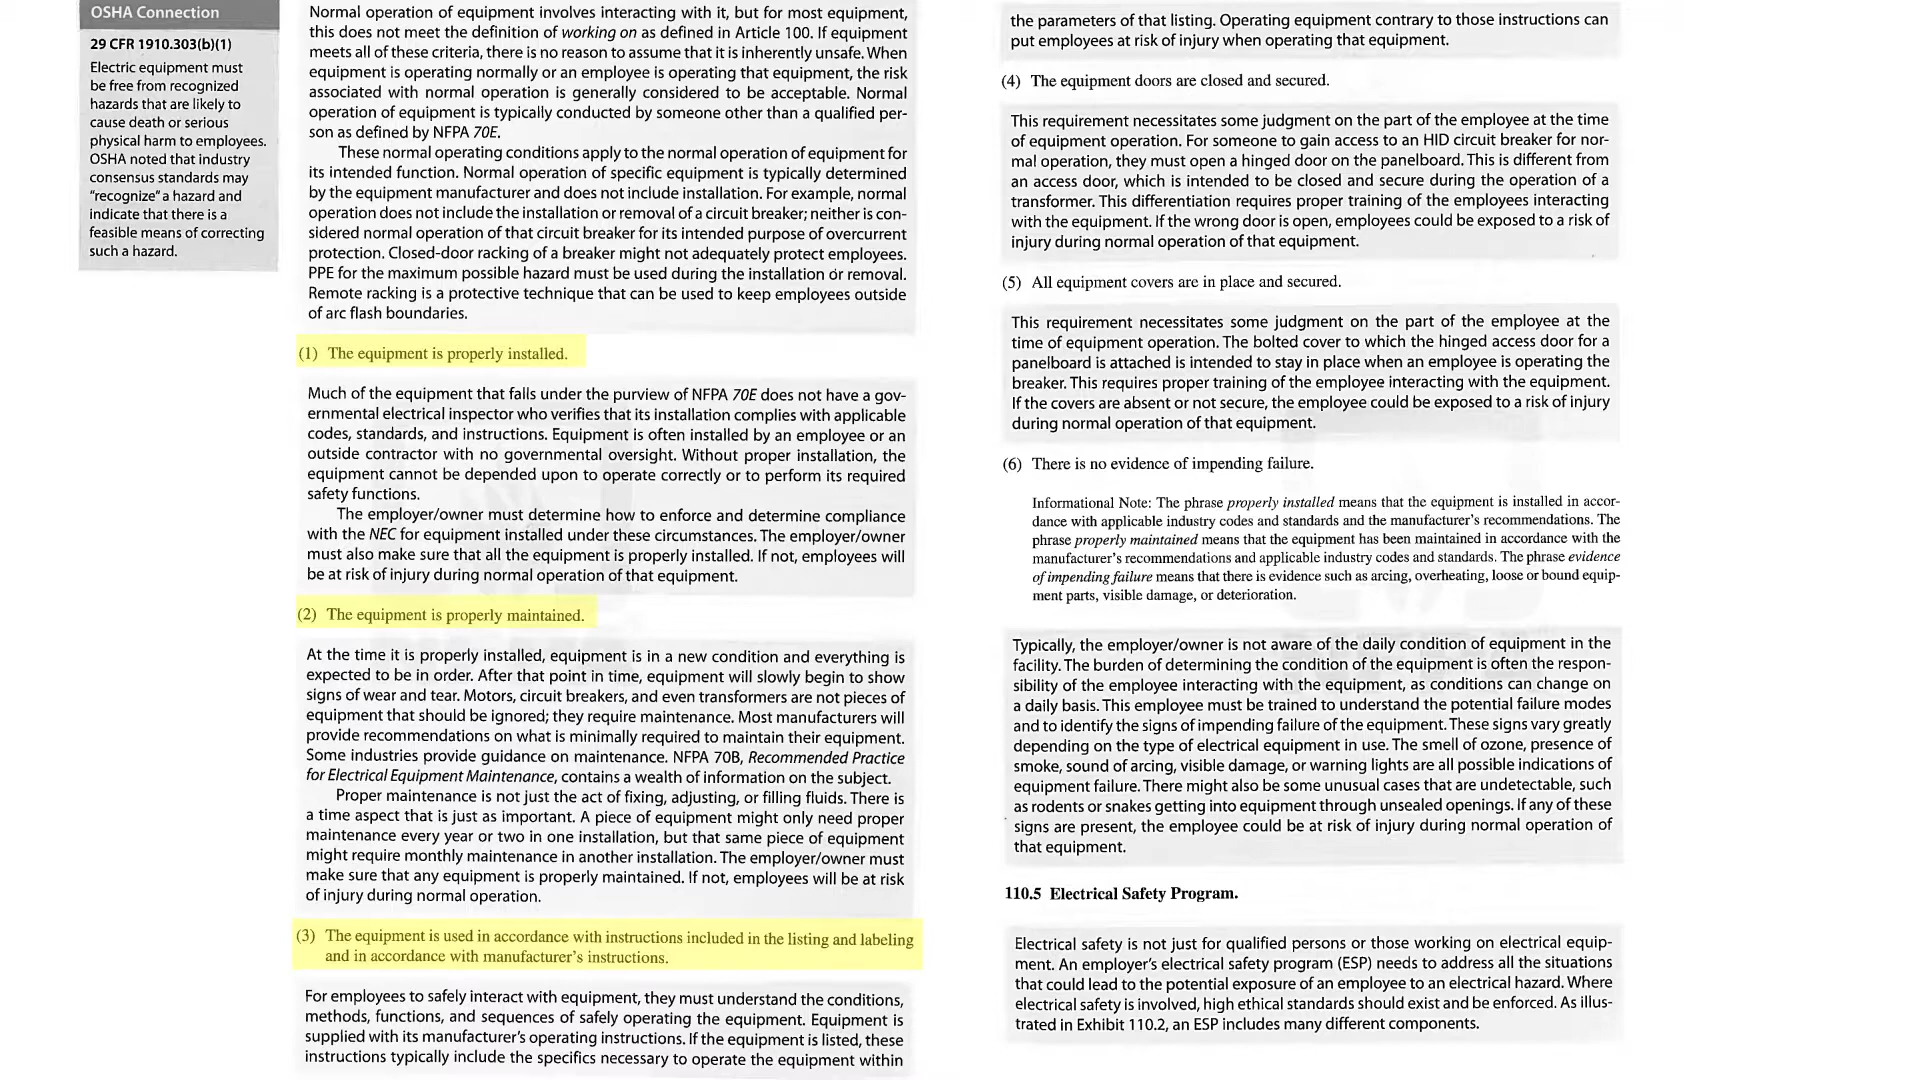 OSHA Connection
29 CFR 1910.303(b)(1)
Electric equipment must
be free from recognized
hazards that are likely to
cause death or serious
physical harm to employees.
OSHA noted that industry
consensus standards may
“recognize” a hazard and
indicate that there is a
feasible means of correcting
such a hazard.
Normal operation of equipment involves interacting with it, but for most equipment,
this does not meet the definition of working on as defined in Article 100. If equipment
meets all of these criteria, there is no reason to assume that it is inherently unsafe. When
equipment is operating normally or an employee is operating that equipment, the risk
associated with normal operation is generally considered to be acceptable. Normal
operation of equipment is typically conducted by someone other than a qualified per-
son as defined by NFPA 70E.
These normal operating conditions apply to the normal operation of equipment for
its intended function. Normal operation of specific equipment is typically determined
by the equipment manufacturer and does not include installation. For example, normal
operation does not include the installation or removal of a circuit breaker; neither is con-
sidered normal operation of that circuit breaker for its intended purpose of overcurrent
protection. Closed-door racking of a breaker might not adequately protect employees.
PPE for the maximum possible hazard must be used during the installation or removal.
Remote racking is a protective technique that can be used to keep employees outside
of arc flash boundaries.
(1) The equipment is properly installed.
Much of the equipment that falls under the purview of NFPA 70E does not have a gov-
ernmental electrical inspector who verifies that its installation complies with applicable
codes, standards, and instructions. Equipment is often installed by an employee or an
outside contractor with no governmental oversight. Without proper installation, the
equipment cannot be depended upon to operate correctly or to perform its required
safety functions.
The employer/owner must determine how to enforce and determine compliance
with the NEC for equipment installed under these circumstances. The employer/owner
must also make sure that all the equipment is properly installed. If not, employees will
be at risk of injury during normal operation of that equipment.
(2) The equipment is properly maintained.
At the time it is properly installed, equipment is in a new condition and everything is
expected to be in order. After that point in time, equipment will slowly begin to show
signs of wear and tear. Motors, circuit breakers, and even transformers are not pieces of
equipment that should be ignored; they require maintenance. Most manufacturers will
provide recommendations on what is minimally required to maintain their equipment.
Some industries provide guidance on maintenance. NFPA 70B, Recommended Practice
for Electrical Equipment Maintenance, contains a wealth of information on the subject.
Proper maintenance is not just the act of fixing, adjusting, or filling fluids. There is
a time aspect that is just as important. A piece of equipment might only need proper
maintenance every year or two in one installation, but that same piece of equipment
might require monthly maintenance in another installation. The employer/owner must
make sure that any equipment is properly maintained. If not, employees will be at risk
of injury during normal operation.
(3) The equipment is used in accordance with instructions included in the listing and labeling
and in accordance with manufacturer’s instructions.
For employees to safely interact with equipment, they must understand the conditions,
methods, functions, and sequences of safely operating the equipment. Equipment is
supplied with its manufacturer’s operating instructions. If the equipment is listed, these
instructions typically include the specifics necessary to operate the equipment within
the parameters of that listing. Operating equipment contrary to those instructions can
put employees at risk of injury when operating that equipment.
(4) The equipment doors are closed and secured.
This requirement necessitates some judgment on the part of the employee at the time
of equipment operation. For someone to gain access to an HID circuit breaker for nor-
mal operation, they must open a hinged door on the panelboard. This is different from
an access door, which is intended to be closed and secure during the operation of a
transformer. This differentiation requires proper training of the employees interacting
with the equipment. If the wrong door is open, employees could be exposed to a risk of
injury during normal operation of that equipment.
(5) All equipment covers are in place and secured.
This requirement necessitates some judgment on the part of the employee at the
time of equipment operation. The bolted cover to which the hinged access door for a
panelboard is attached is intended to stay in place when an employee is operating the
breaker. This requires proper training of the employee interacting with the equipment.
If the covers are absent or not secure, the employee could be exposed to a risk of injury
during normal operation of that equipment.
(6) There is no evidence of impending failure.
Informational Note: The phrase properly installed means that the equipment is installed in accor-
dance with applicable industry codes and standards and the manufacturer’s recommendations. The
phrase properly maintained means that the equipment has been maintained in accordance with the
manufacturer’s recommendations and applicable industry codes and standards. The phrase evidence
of impending failure means that there is evidence such as arcing, overheating, loose or bound equip-
ment parts, visible damage, or deterioration.
Typically, the employer/owner is not aware of the daily condition of equipment in the
facility. The burden of determining the condition of the equipment is often the respon-
sibility of the employee interacting with the equipment, as conditions can change on
a daily basis. This employee must be trained to understand the potential failure modes
and to identify the signs of impending failure of the equipment. These signs vary greatly
depending on the type of electrical equipment in use. The smell of ozone, presence of
smoke, sound of arcing, visible damage, or warning lights are all possible indications of
equipment failure. There might also be some unusual cases that are undetectable, such
as rodents or snakes getting into equipment through unsealed openings. If any of these
signs are present, the employee could be at risk of injury during normal operation of
that equipment.
110.5 Electrical Safety Program.
Electrical safety is not just for qualified persons or those working on electrical equip-
ment. An employer’s electrical safety program (ESP) needs to address all the situations
that could lead to the potential exposure of an employee to an electrical hazard. Where
electrical safety is involved, high ethical standards should exist and be enforced. As illus-
trated in Exhibit 110.2, an ESP includes many different components.